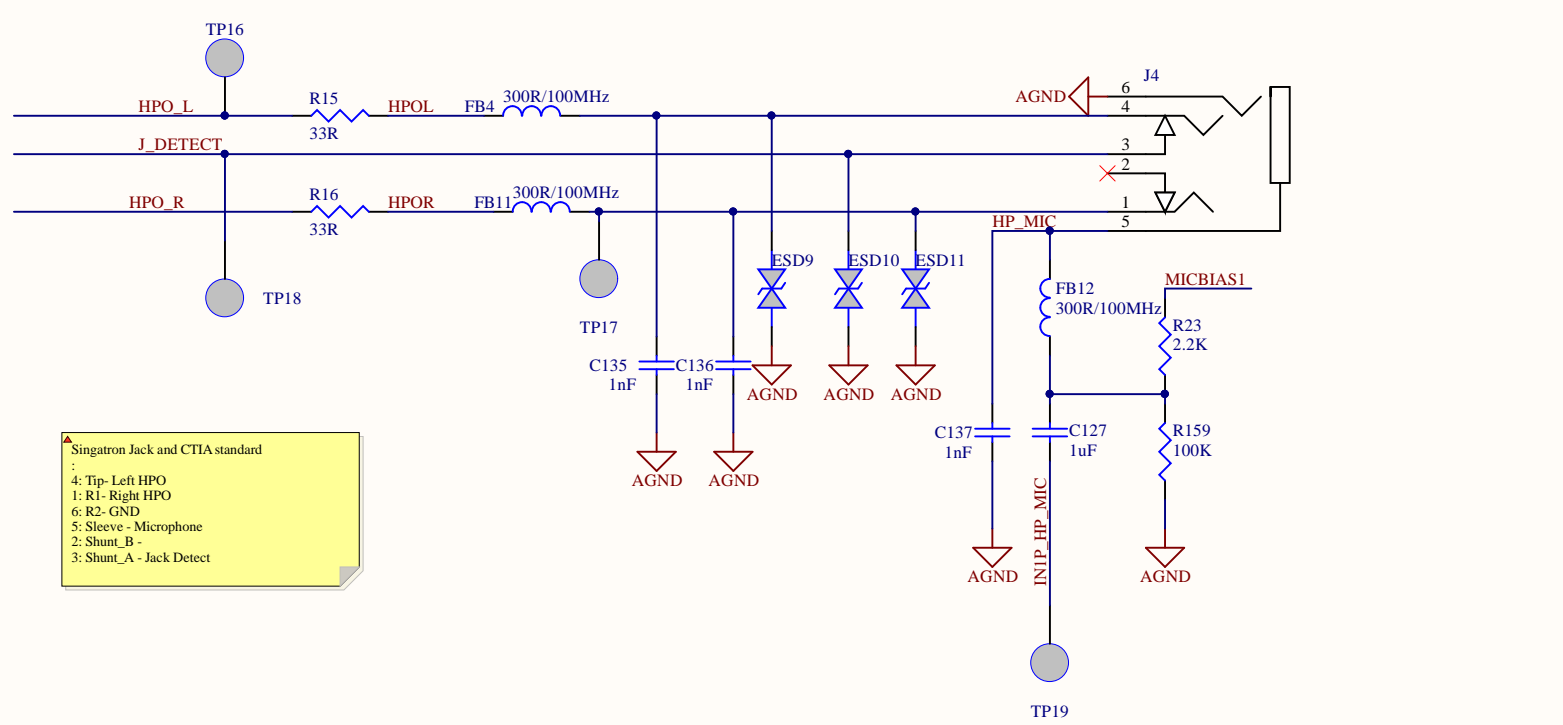 TP16
J4
HPO_L
R15
33R
HPOL
FB4
300R/100MHz
AGND
6
4
J_DETECT
3
2
HPO_R
R16
33R
HPOR
FB11
300R/100MHz
1
5
HP_MIC
TP18
TP17
ESD9
ESD10
ESD11
FB12
300R/100MHz
MICBIAS1
R23
2.2K
C135
1nF
C136
1nF
AGND
AGND
AGND
AGND
AGND
C137
1nF
C127
1uF
R159
100K
IN1P_HP_MIC
AGND
AGND
TP19
Singatron Jack and CTIA standard
:
4: Tip- Left HPO
1: R1- Right HPO
6: R2- GND
5: Sleeve - Microphone
2: Shunt_B -
3: Shunt_A - Jack Detect